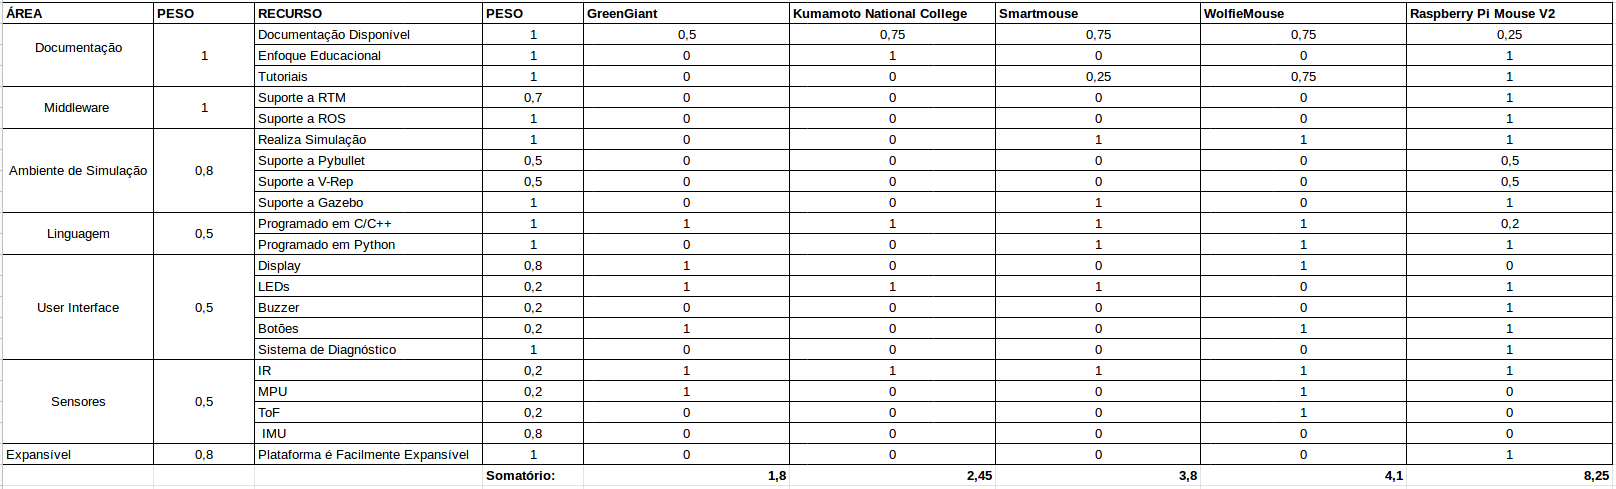 ÁREA PESO RECURSO PESO GreenGiant Kumamoto National College Smartmouse WolfieMouse Raspberry Pi Mouse V2
Documentação 1 Documentação Disponível 1 0,5 0,75 0,75 0,75 0,25
Enfoque Educacional 1 0 1 0 0 1
Tutoriais 1 0 0 0,25 0,75 1
Middleware 1 Suporte a RTM 0,7 0 0 0 0 1
Suporte a ROS 1 0 0 0 0 1
Ambiente de Simulação 0,8 Realiza Simulação 1 0 0 1 1 1
Suporte a Pybullet 0,5 0 0 0 0 0,5
Suporte a V-Rep 0,5 0 0 0 0 0,5
Suporte a Gazebo 1 0 0 1 0 1
Linguagem 0,5 Programado em C/C++ 1 1 1 1 1 0,2
Programado em Python 1 0 0 1 1 1
User Interface 0,5 Display 0,8 1 0 0 1 0
LEDs 0,2 1 1 1 0 1
Buzzer 0,2 0 0 0 0 1
Botões 0,2 1 0 0 1 1
Sistema de Diagnóstico 1 0 0 0 0 1
Sensores 0,5 IR 0,2 1 1 1 1 1
MPU 0,2 1 0 0 1 0
ToF 0,2 0 0 0 1 0
IMU 0,8 0 0 0 0 0
Expansível 0,8 Plataforma é Facilmente Expansível 1 0 0 0 0 1
Somatório: 1,8 2,45 3,8 4,1 8,25